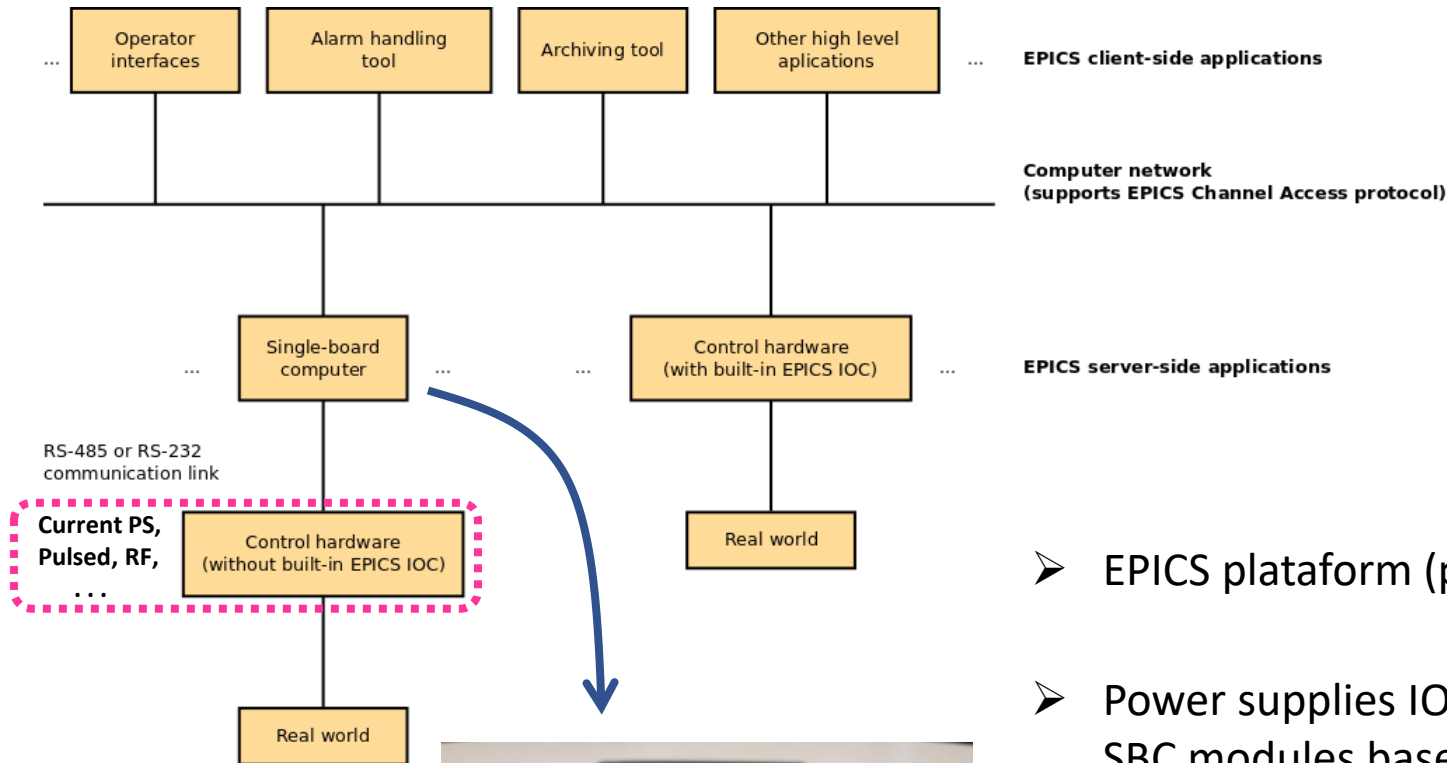 ...
Operator
interfaces
Alarm handling
tool
Archiving tool
Other high level
aplications
...
EPICS client-side applications
Computer network
(supports EPICS Channel Access protocol)
...
Single-board
computer
...
...
Control hardware
(with built-in EPICS IOC)
...
EPICS server-side applications
RS-485 or RS-232
communication link
Current PS,
Pulsed, RF,
. . .
Control hardware
(without built-in EPICS IOC)
Real world
Real world
➢ EPICS plataform (p
➢ Power supplies IO
SBC modules base